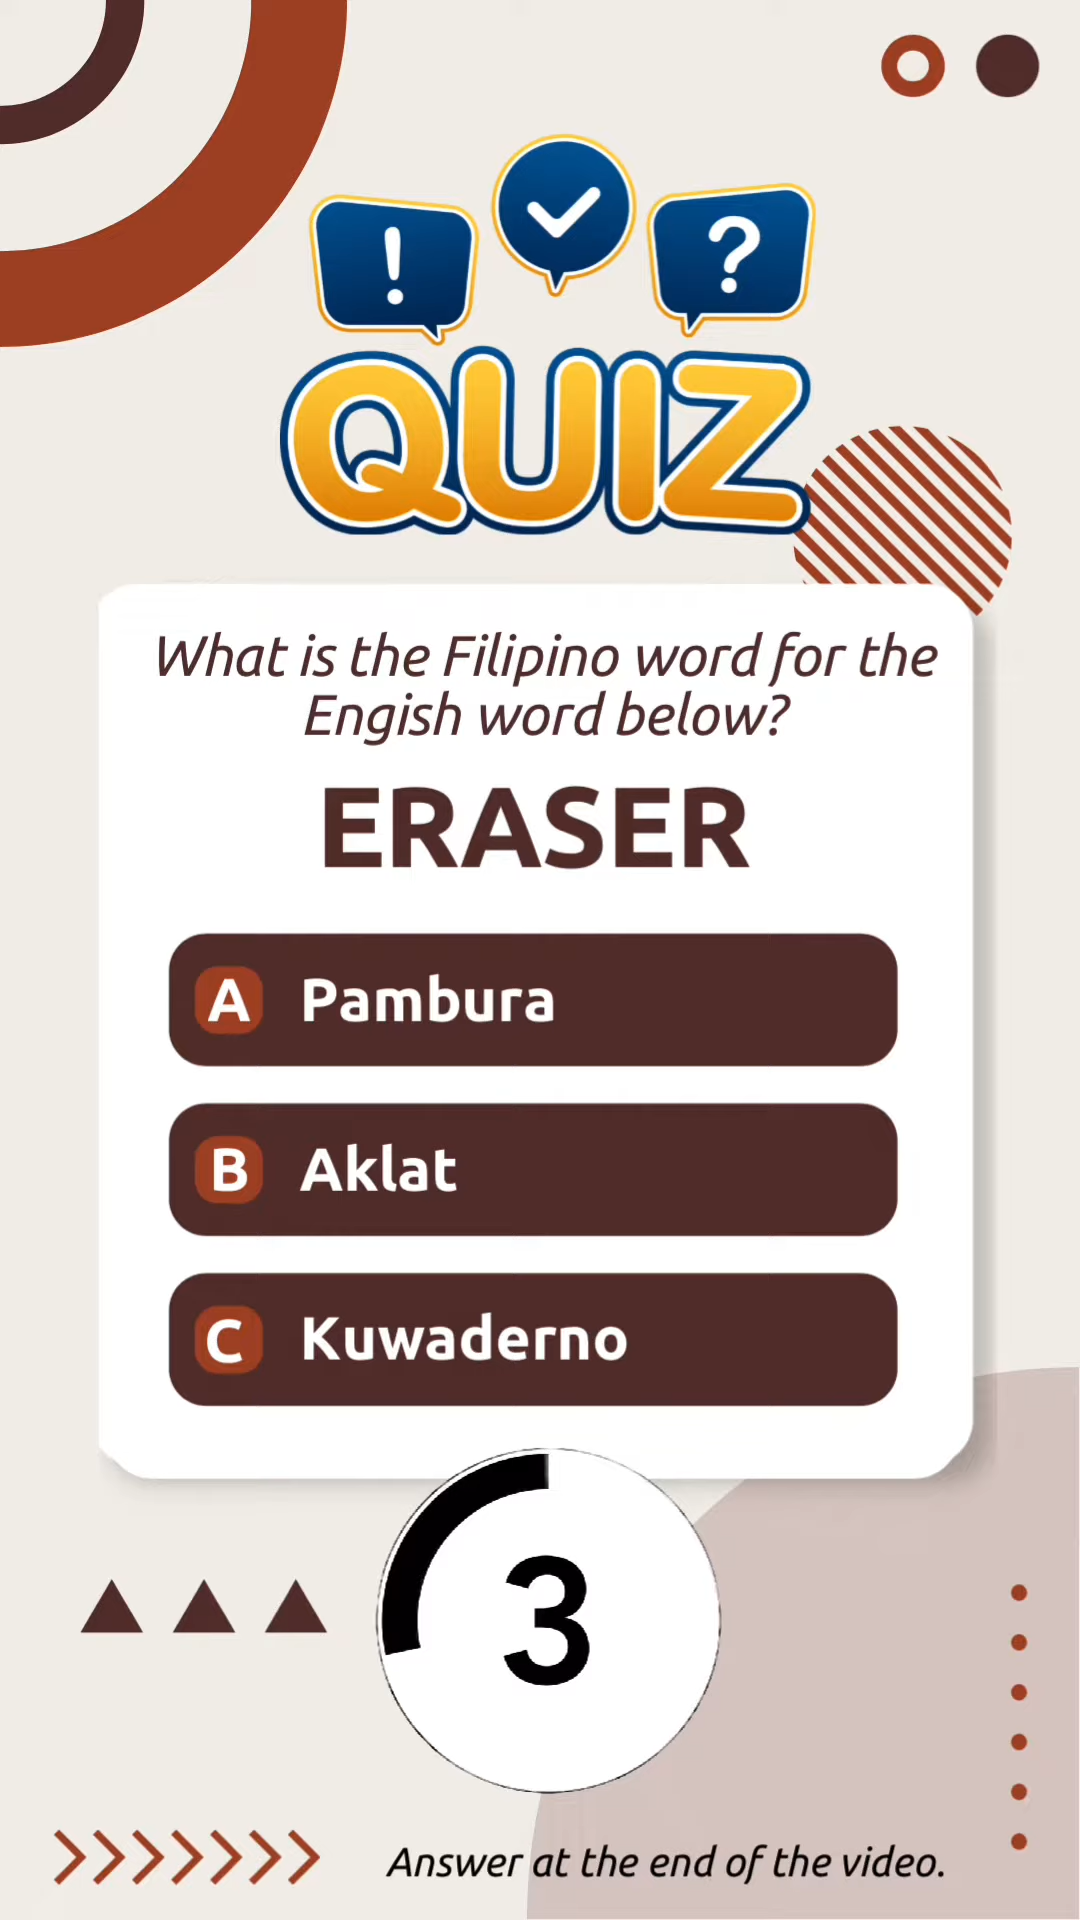 ! ?
QUIZ
What is the Filipino word for the
Engish word below?
ERASER
A Pambura
B Aklat
C Kuwaderno
3
Answer at the end of the video.